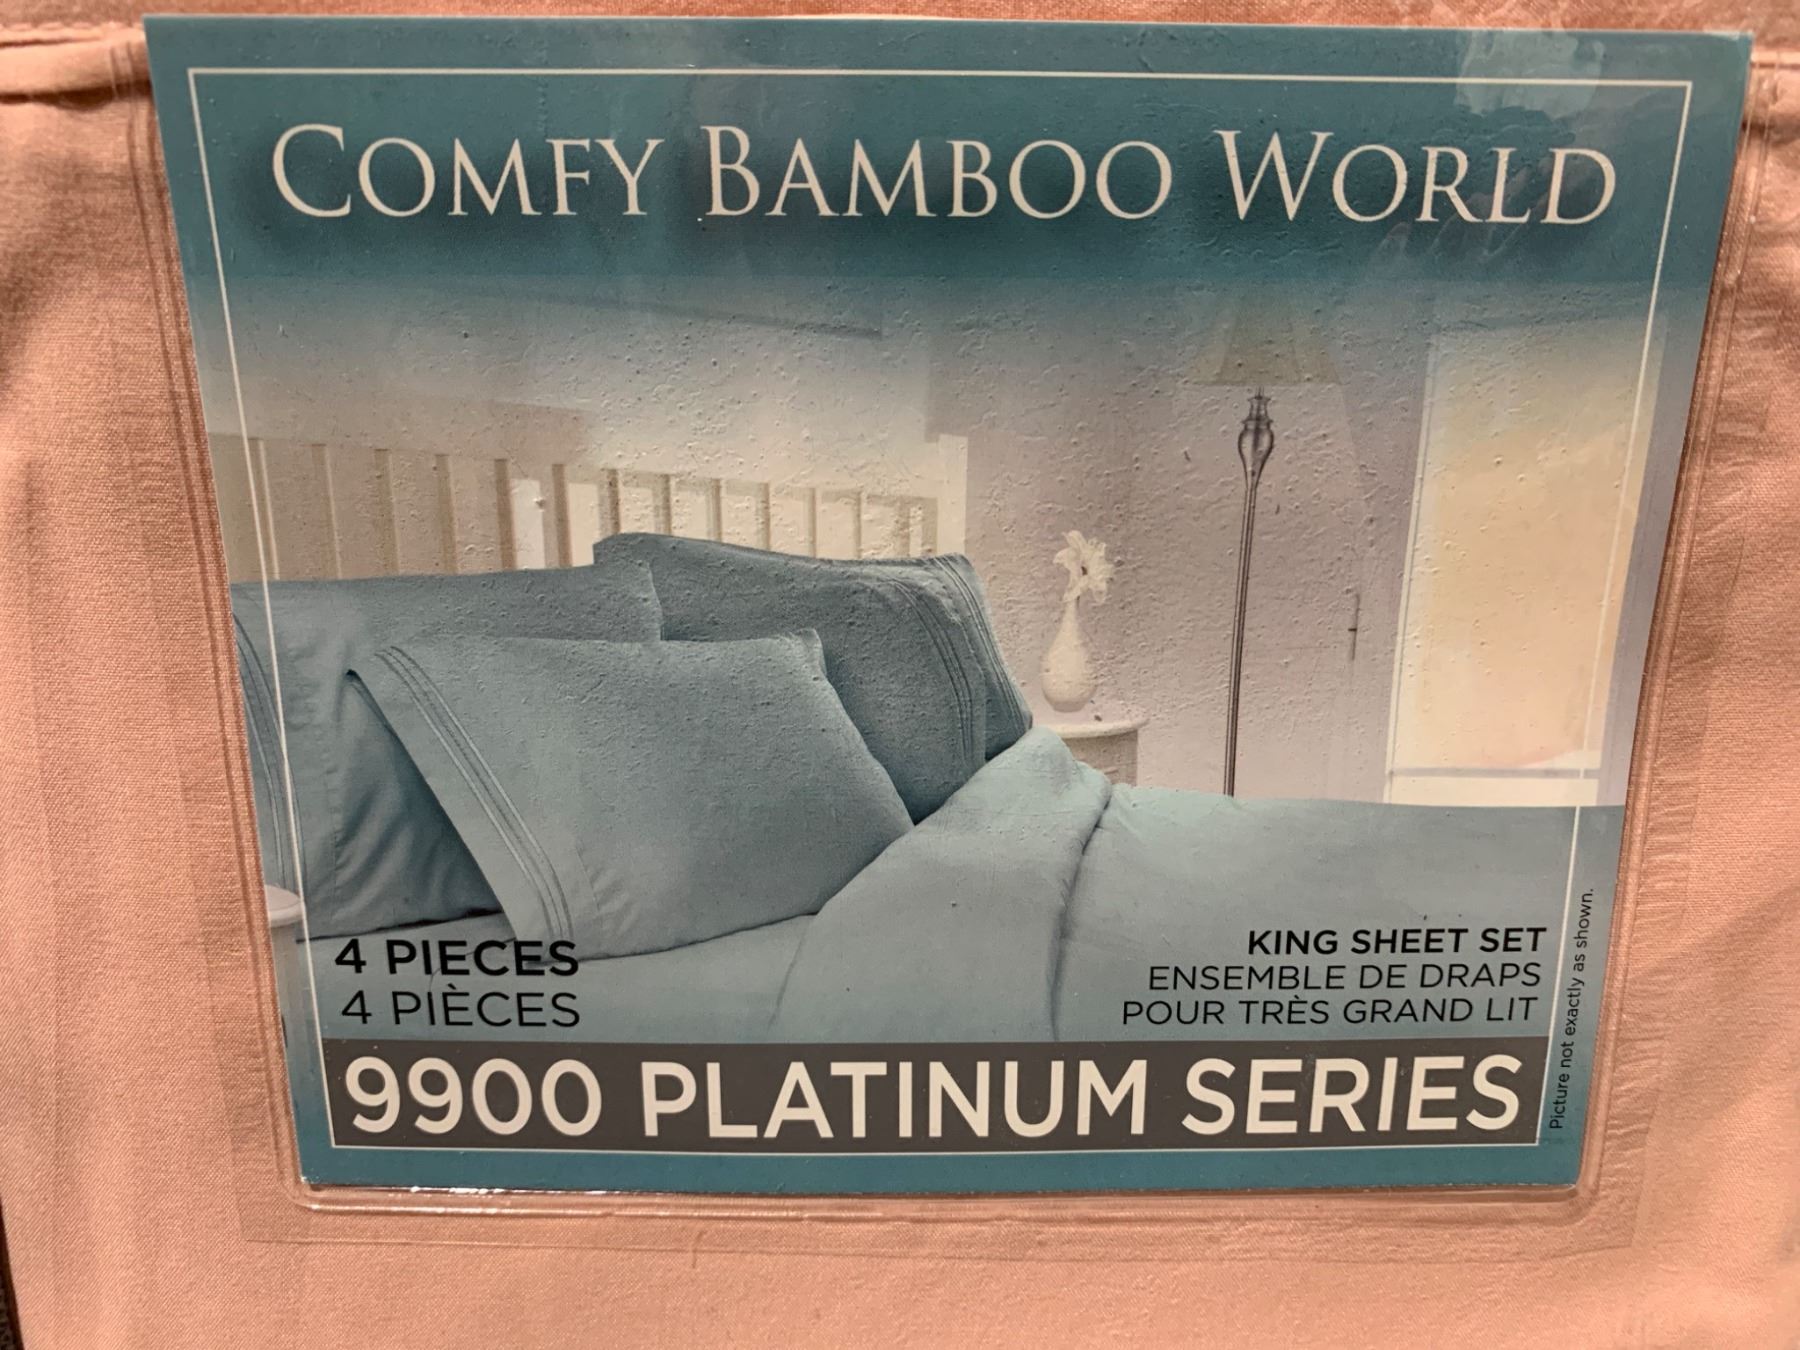 COMFY BAMBOO WORLD
4 PIECES
4 PIÈCES
KING SHEET SET
ENSEMBLE DE DRAPS
POUR TRÈS GRAND LIT
9900 PLATINUM SERIES
Picture not exactly as shown.